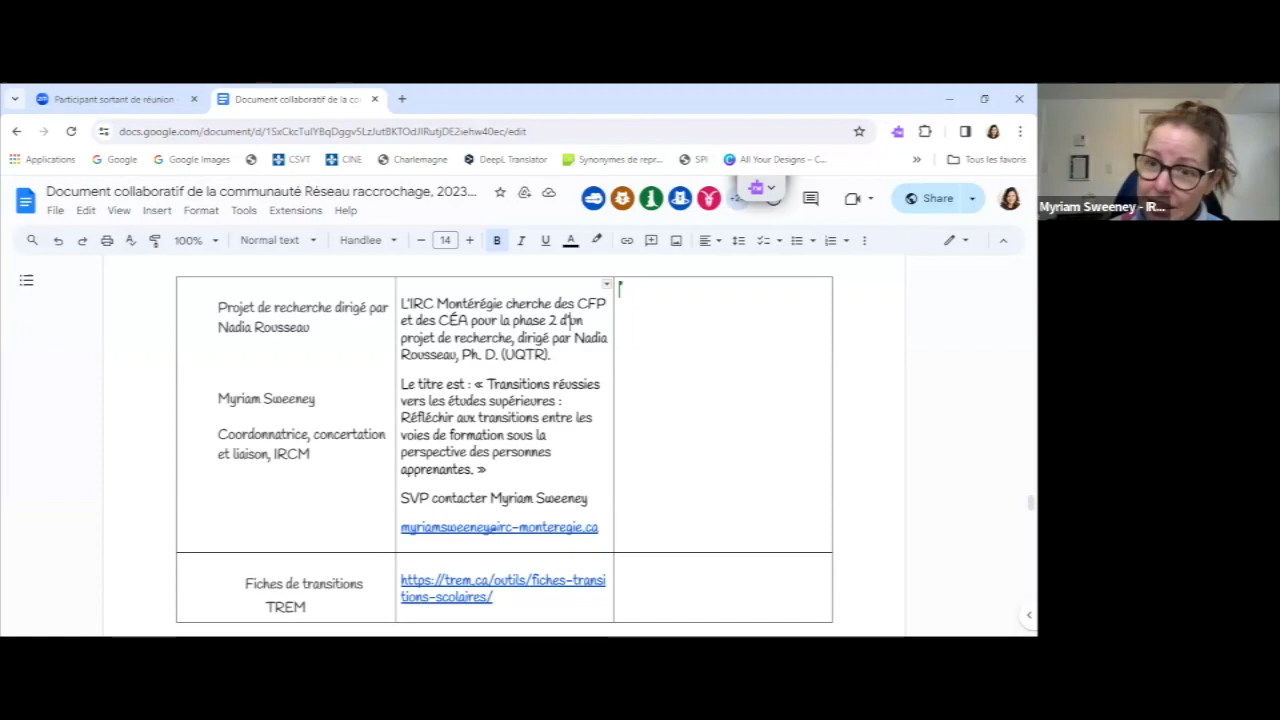 Participant sortant de réunion
Document collaboratif de la co
docs.google.com/document/d/
/edit
Applications
Google
Google Images
CSVT
CINE
Charlemagne
DeepL Translator
Synonymes de repr...
SPI
All Your Designs – C...
»
Tous les favoris
Document collaboratif de la communauté Réseau raccrochage, 2023...
Share
File Edit View Insert Format Tools Extensions Help
100% Normal text Handlee 14 B I U A
Projet de recherche dirigé par
Nadia Rousseau
Myriam Sweeney
Coordonnatrice, concertation
et liaison, IRCM
L'IRC Montérégie cherche des CFP
et des CÉA pour la phase 2 d'un
projet de recherche, dirigé par Nadia
Rousseau, Ph. D. (UQTR).
Le titre est : « Transitions réussies
vers les études supérieures :
Réfléchir aux transitions entre les
voies de formation sous la
perspective des personnes
apprenantes. »
SVP contacter Myriam Sweeney
myriamsweeney@irc-monteregie.ca
Fiches de transitions
TREM
https://trem.ca/outils/fiches-transi
tions-scolaires/
Myriam Sweeney - IR...